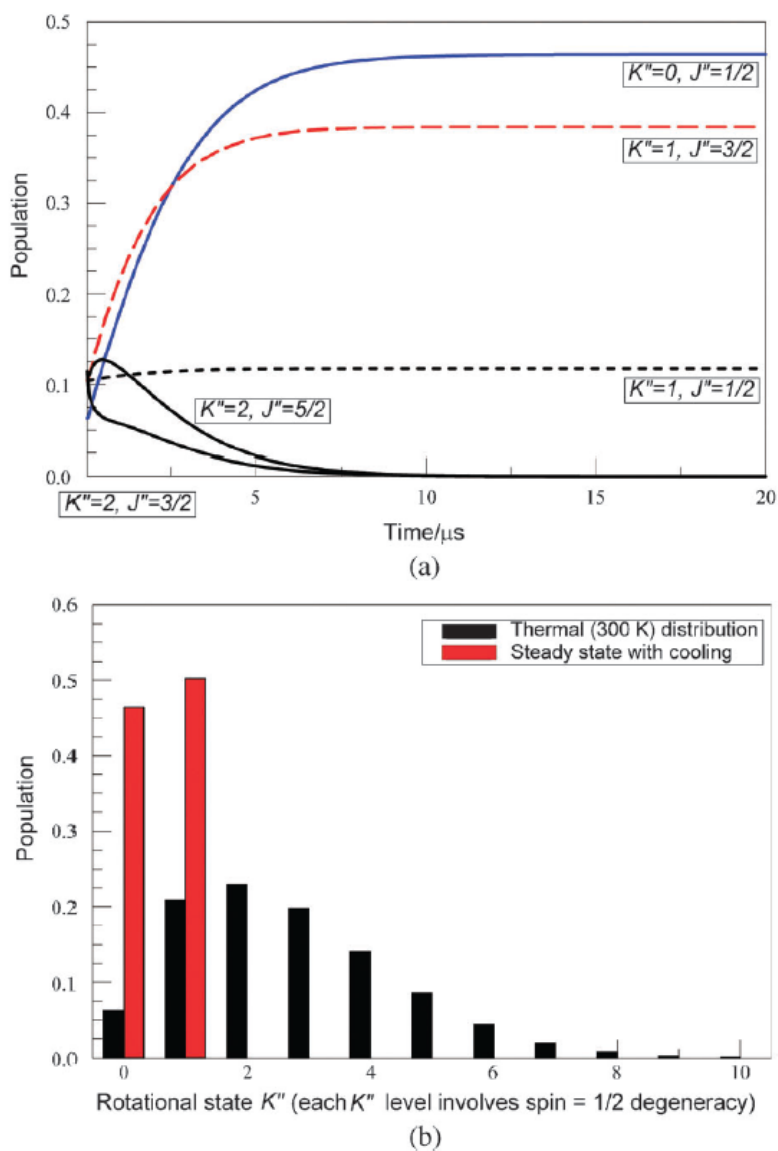 0.5
K"=0, J"=1/2
0.4
K"=1, J"=3/2
0.3
Population
0.2
K"=1, J"=1/2
0.1
K"=2, J"=5/2
0.0
5
10
15
20
K"=2, J"=3/2
Time/μs
(a)
0.6
Thermal (300 K) distribution
Steady state with cooling
0.5
0.4
Population
0.3
0.2
0.1
0.0
0
2
4
6
8
10
Rotational state K" (each K" level involves spin = 1/2 degeneracy)
(b)